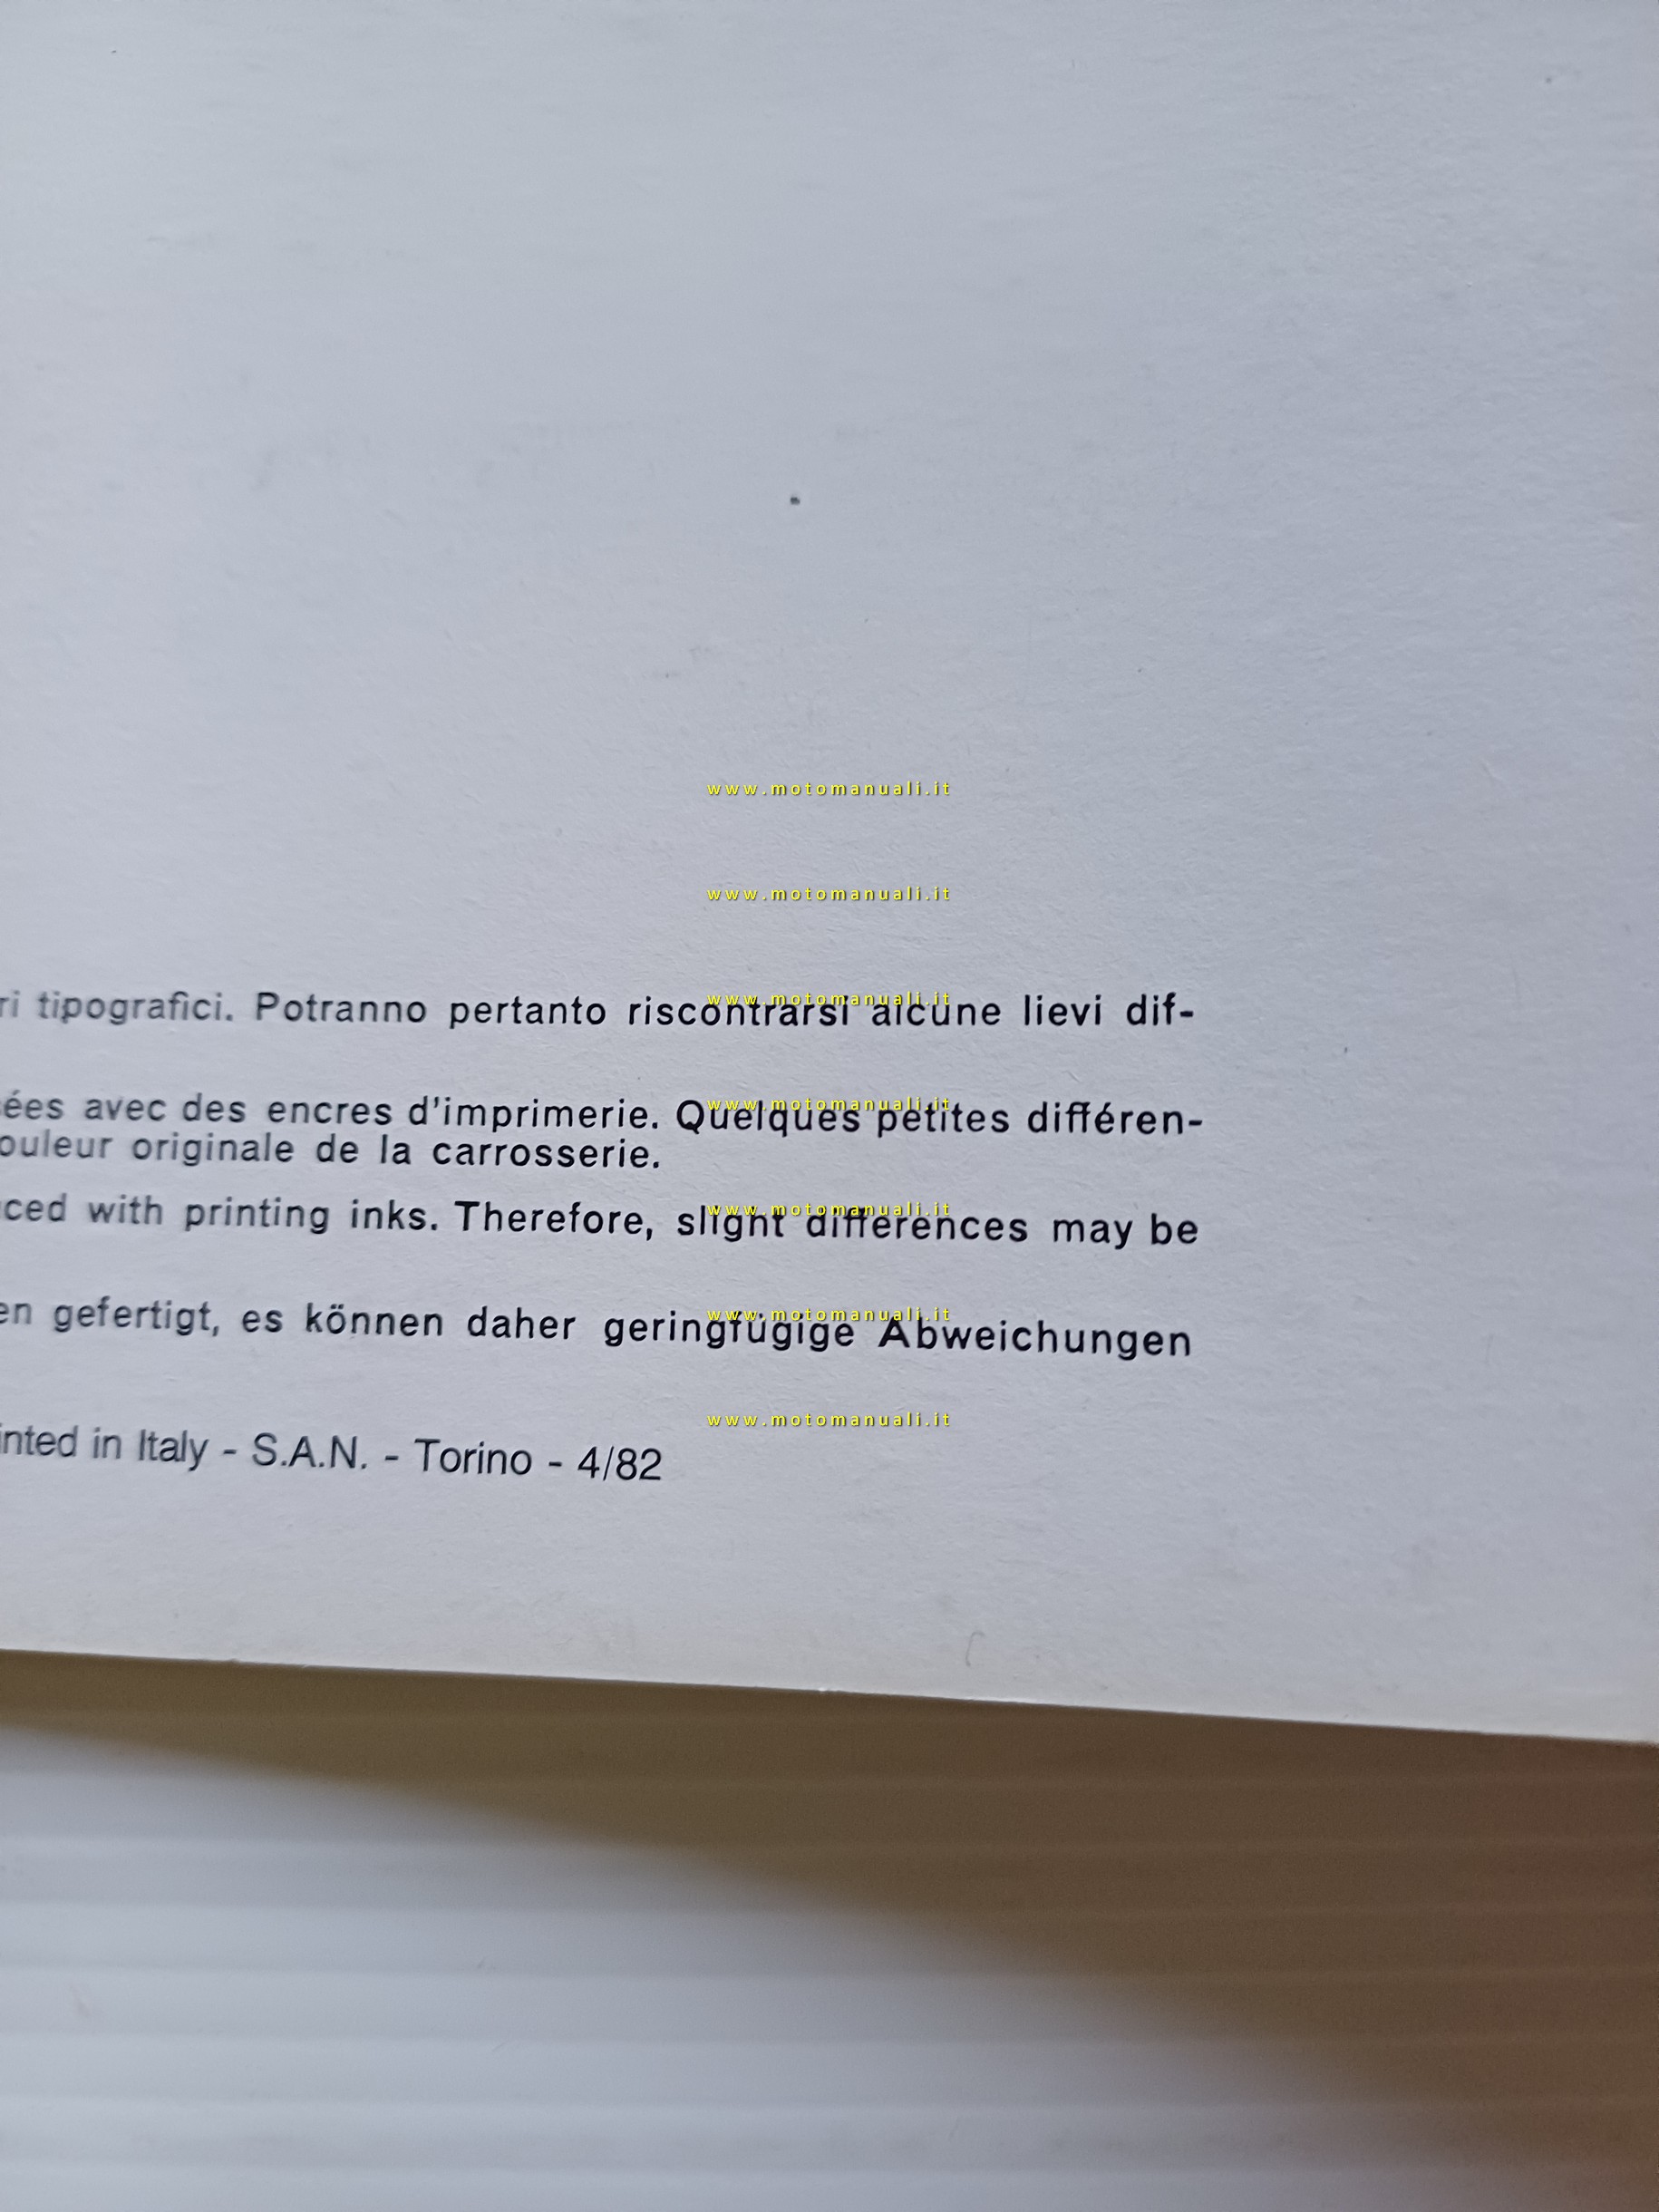 www.motomanuali.it
www.motomanuali.it
ri tipografici. Potranno pertanto riscontrarsi alcune lievi dif-
www.motomanuali.it
ées avec des encres d'imprimerie. Quelques petites différen-
www.motomanuali.it
ouleur originale de la carrosserie.
ced with printing inks. Therefore, slight differences may be
www.motomanuali.it
en gefertigt, es können daher geringfügige Abweichungen
www.motomanuali.it
inted in Italy - S.A.N. - Torino - 4/82
www.motomanuali.it